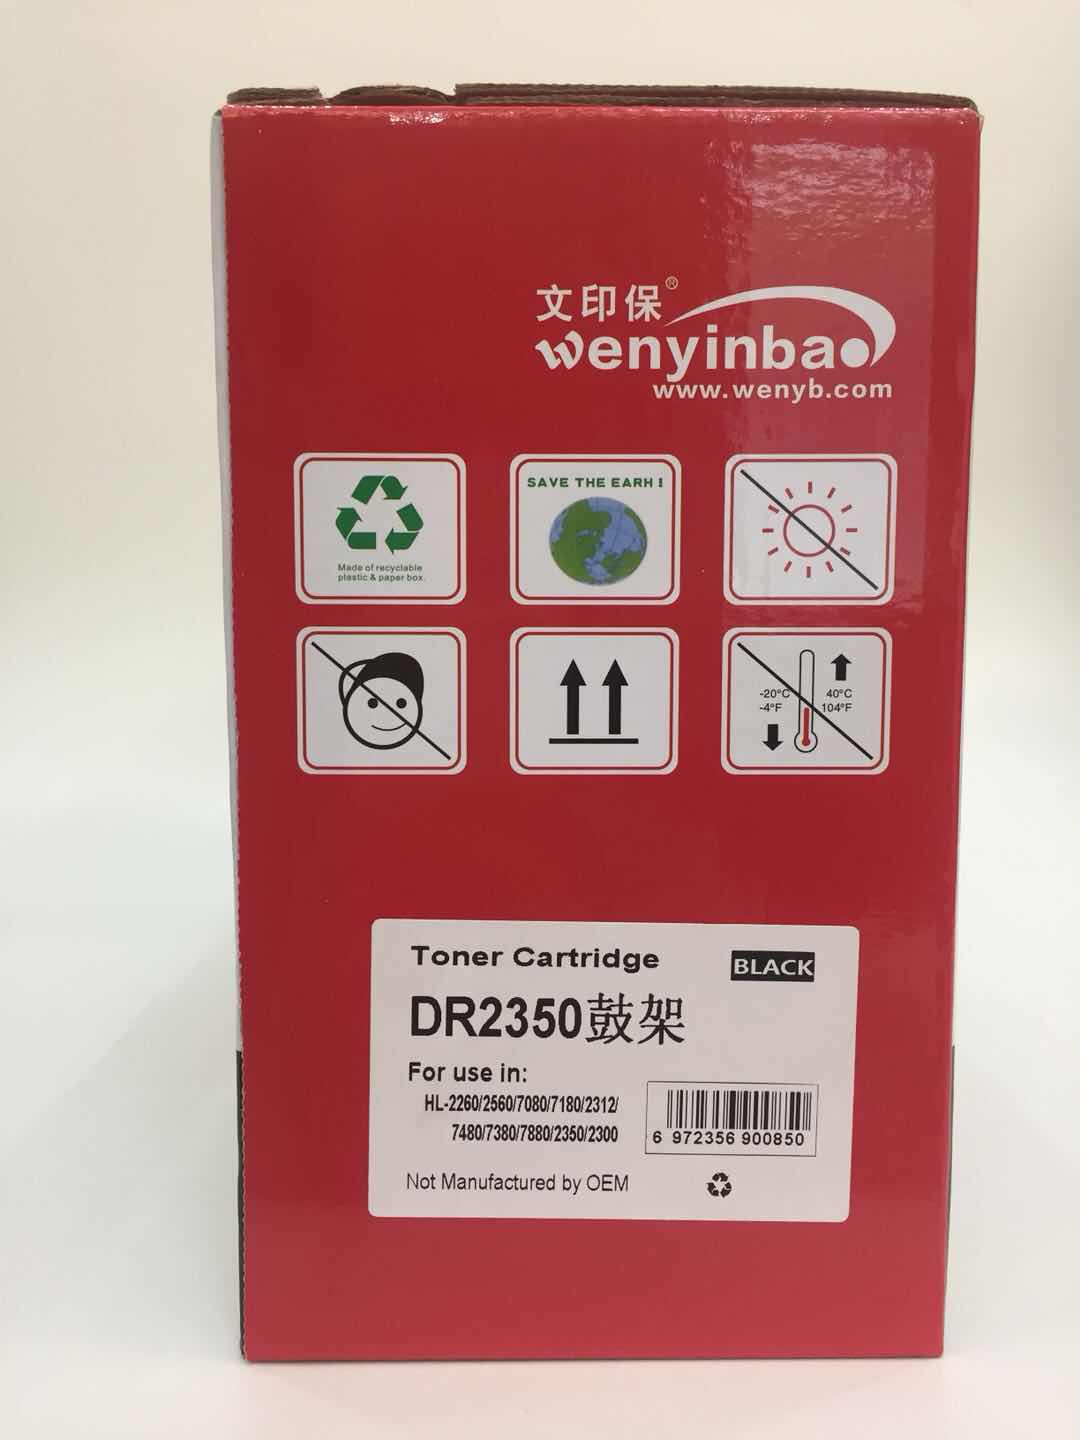 文印保®
wenyinbao
www.wenyb.com
Made of recyclable
plastic & paper box.
SAVE THE EARH !
-20°C
-4°F
40°C
104°F
Toner Cartridge
BLACK
DR2350鼓架
For use in:
HL-2260/2560/7080/7180/2312/
7480/7380/7880/2350/2300
6 972356 900850
Not Manufactured by OEM